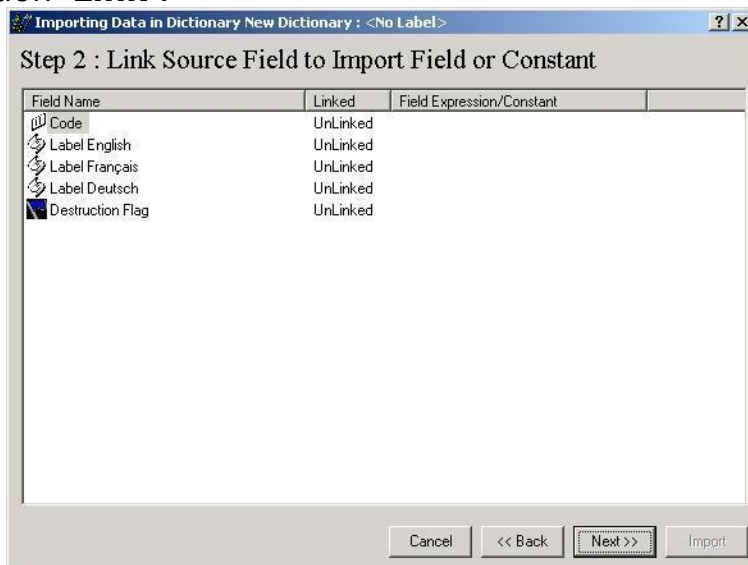 Importing Data in Dictionary New Dictionary : <No Label>
Step 2 : Link Source Field to Import Field or Constant
Field Name Linked Field Expression/Constant
Code UnLinked
Label English UnLinked
Label Français UnLinked
Label Deutsch UnLinked
Destruction Flag UnLinked
Cancel << Back Next >> Import